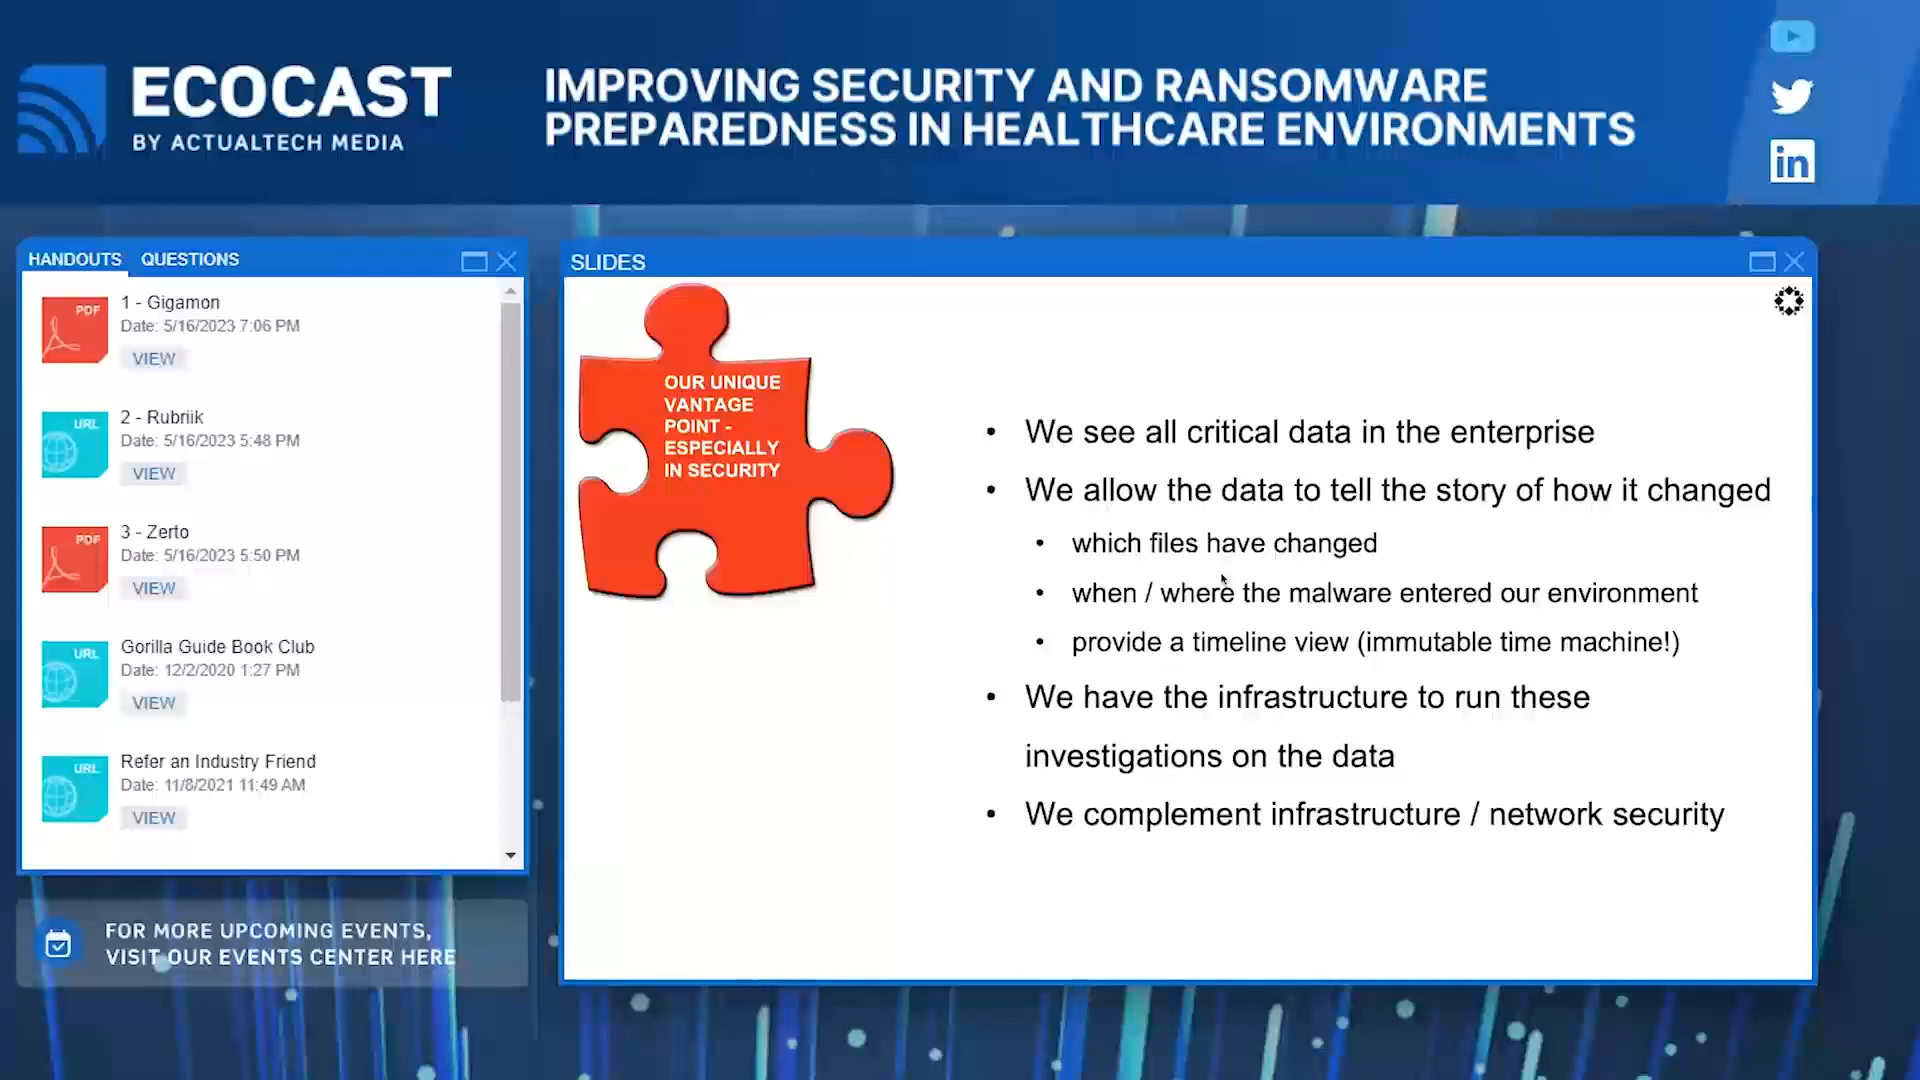 ECOCAST
BY ACTUALTECH MEDIA
IMPROVING SECURITY AND RANSOMWARE
PREPAREDNESS IN HEALTHCARE ENVIRONMENTS
in
HANDOUTS QUESTIONS
PDF
1 - Gigamon
Date: 5/16/2023 7:06 PM
VIEW
URL
2 - Rubriik
Date: 5/16/2023 5:48 PM
VIEW
PDF
3 - Zerto
Date: 5/16/2023 5:50 PM
VIEW
URL
Gorilla Guide Book Club
Date: 12/2/2020 1:27 PM
VIEW
URL
Refer an Industry Friend
Date: 11/8/2021 11:49 AM
VIEW
FOR MORE UPCOMING EVENTS,
VISIT OUR EVENTS CENTER HERE
SLIDES
OUR UNIQUE
VANTAGE
POINT -
ESPECIALLY
IN SECURITY
• We see all critical data in the enterprise
• We allow the data to tell the story of how it changed
• which files have changed
• when / where the malware entered our environment
• provide a timeline view (immutable time machine!)
• We have the infrastructure to run these
investigations on the data
• We complement infrastructure / network security